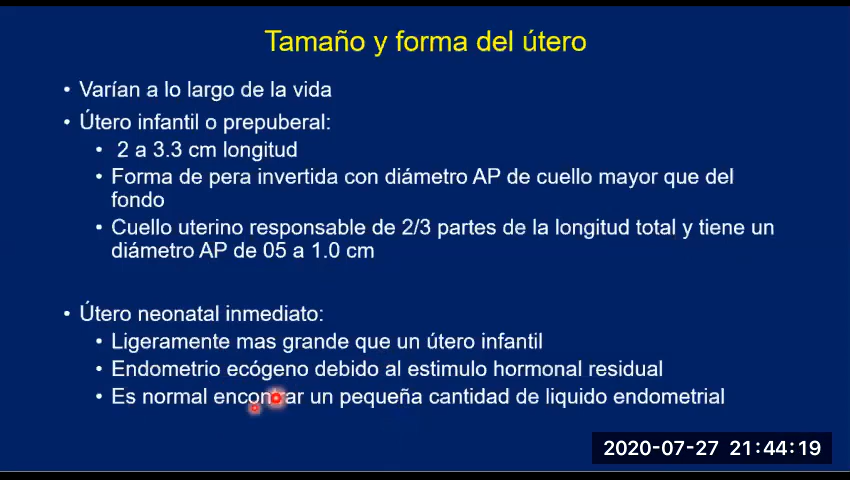 Tamaño y forma del útero
• Varían a lo largo de la vida
• Útero infantil o prepuberal:
• 2 a 3.3 cm longitud
• Forma de pera invertida con diámetro AP de cuello mayor que del
fondo
• Cuello uterino responsable de 2/3 partes de la longitud total y tiene un
diámetro AP de 05 a 1.0 cm
• Útero neonatal inmediato:
• Ligeramente mas grande que un útero infantil
• Endometrio ecógeno debido al estimulo hormonal residual
• Es normal encontrar un pequeña cantidad de liquido endometrial
2020-07-27 21:44:19